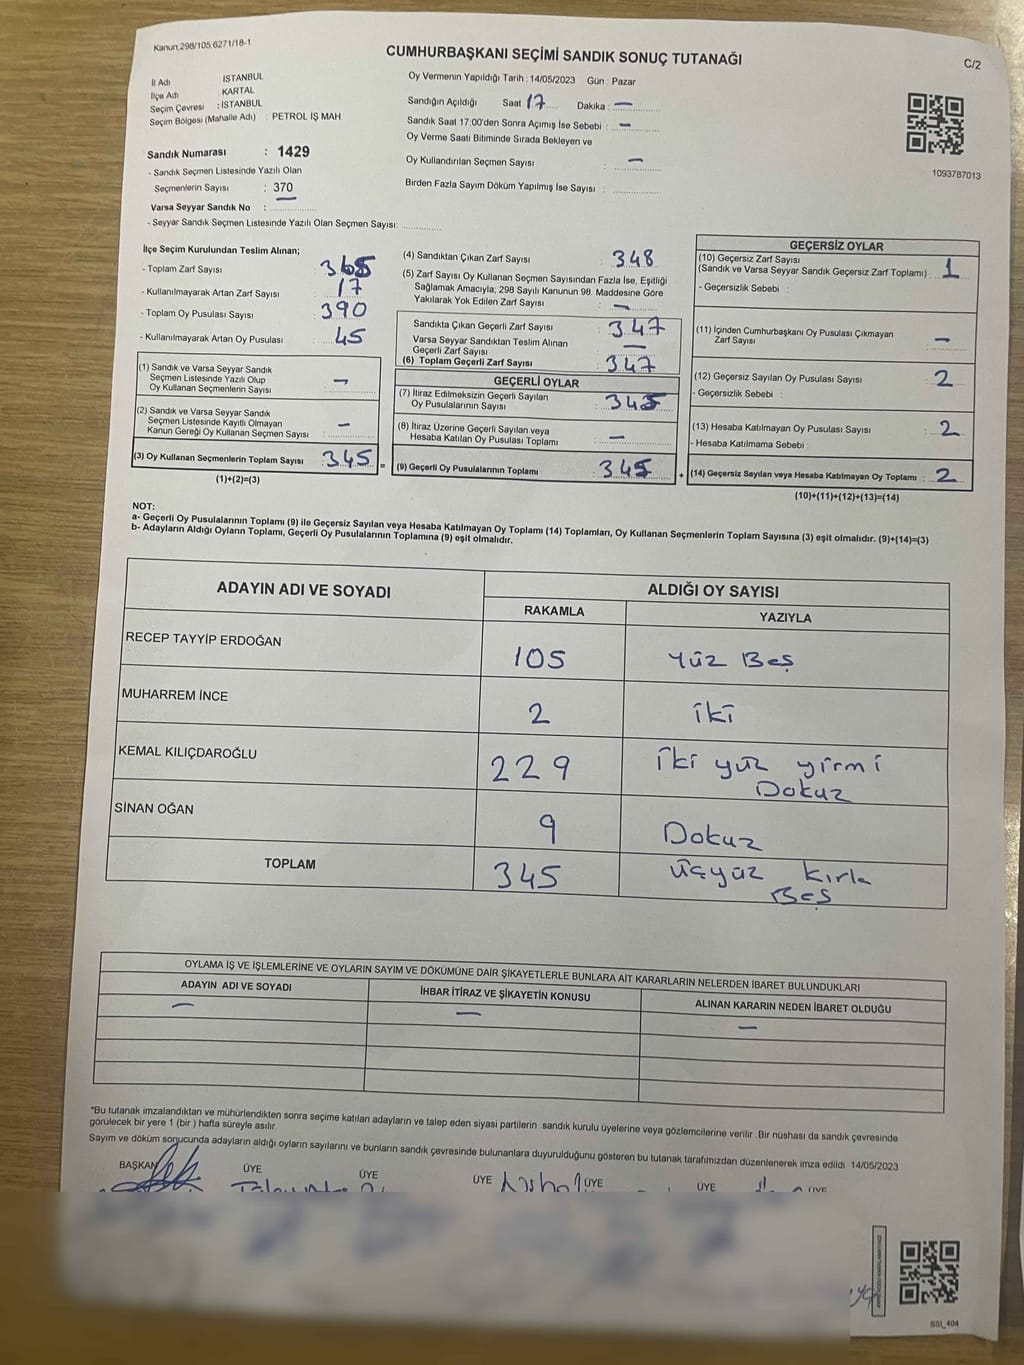 Kanun;298/105,6271/18-1
CUMHURBAŞKANI SEÇİMİ SANDIK SONUÇ TUTANAĞI
C/2
İl Adı İSTANBUL
İlçe Adı : KARTAL
Seçim Çevresi : İSTANBUL
Seçim Bölgesi (Mahalle Adı) : PETROL İŞ MAH
Sandık Numarası : 1429
- Sandık Seçmen Listesinde Yazılı Olan
Seçmenlerin Sayısı : 370
Varsa Seyyar Sandık No :
- Seyyar Sandık Seçmen Listesinde Yazılı Olan Seçmen Sayısı:
Oy Vermenin Yapıldığı Tarih : 14/05/2023 Gün : Pazar
Sandığın Açıldığı Saat 17 Dakika : —
Sandık Saat 17:00'den Sonra Açımış İse Sebebi : —
Oy Verme Saati Bitiminde Sırada Bekleyen ve
Oy Kullandırılan Seçmen Sayısı : —
Birden Fazla Sayım Döküm Yapılmış İse Sayısı :
1093787013
İlçe Seçim Kurulundan Teslim Alınan;
- Toplam Zarf Sayısı 365
- Kullanılmayarak Artan Zarf Sayısı : 17
- Toplam Oy Pusulası Sayısı : 390
- Kullanılmayarak Artan Oy Pusulası : 45
(1) Sandık ve Varsa Seyyar Sandık
Seçmen Listesinde Yazılı Olup
Oy Kullanan Seçmenlerin Sayısı : —
(2) Sandık ve Varsa Seyyar Sandık
Seçmen Listesinde Kayıtlı Olmayan
Kanun Gereği Oy Kullanan Seçmen Sayısı : —
(3) Oy Kullanan Seçmenlerin Toplam Sayısı : 345
(1)+(2)=(3)
=
(4) Sandıktan Çıkan Zarf Sayısı : 348
(5) Zarf Sayısı Oy Kullanan Seçmen Sayısından Fazla İse, Eşitliği
Sağlamak Amacıyla; 298 Sayılı Kanunun 98. Maddesine Göre
Yakılarak Yok Edilen Zarf Sayısı : —
Sandıkta Çıkan Geçerli Zarf Sayısı : 347
Varsa Seyyar Sandıktan Teslim Alınan
Geçerli Zarf Sayısı : —
(6) Toplam Geçerli Zarf Sayısı : 347
GEÇERLİ OYLAR
(7) İtiraz Edilmeksizin Geçerli Sayılan
Oy Pusulalarının Sayısı : 345
(8) İtiraz Üzerine Geçerli Sayılan veya
Hesaba Katılan Oy Pusulası Toplamı : —
(9) Geçerli Oy Pusulalarının Toplamı : 345
+
GEÇERSİZ OYLAR
(10) Geçersiz Zarf Sayısı
(Sandık ve Varsa Seyyar Sandık Geçersiz Zarf Toplamı) : 1
- Geçersizlik Sebebi :
(11) İçinden Cumhurbaşkanı Oy Pusulası Çıkmayan
Zarf Sayısı : —
(12) Geçersiz Sayılan Oy Pusulası Sayısı : 2
- Geçersizlik Sebebi :
(13) Hesaba Katılmayan Oy Pusulası Sayısı : 2
- Hesaba Katılmama Sebebi :
(14) Geçersiz Sayılan veya Hesaba Katılmayan Oy Toplamı : 2
(10)+(11)+(12)+(13)=(14)
NOT:
a- Geçerli Oy Pusulalarının Toplamı (9) ile Geçersiz Sayılan veya Hesaba Katılmayan Oy Toplamı (14) Toplamları, Oy Kullanan Seçmenlerin Toplam Sayısına (3) eşit olmalıdır. (9)+(14)=(3)
b- Adayların Aldığı Oyların Toplamı, Geçerli Oy Pusulalarının Toplamına (9) eşit olmalıdır.
ADAYIN ADI VE SOYADI ALDIĞI OY SAYISI
RAKAMLA YAZIYLA
RECEP TAYYİP ERDOĞAN 105 Yüz Beş
MUHARREM İNCE 2 iki
KEMAL KILIÇDAROĞLU 229 iki yüz yirmi
Dokuz
SİNAN OĞAN 9 Dokuz
TOPLAM 345 üçyüz kırk
Beş
OYLAMA İŞ VE İŞLEMLERİNE VE OYLARIN SAYIM VE DÖKÜMÜNE DAİR ŞİKAYETLERLE BUNLARA AİT KARARLARIN NELERDEN İBARET BULUNDUKLARI
ADAYIN ADI VE SOYADI İHBAR İTİRAZ VE ŞİKAYETİN KONUSU ALINAN KARARIN NEDEN İBARET OLDUĞU
— — —
*Bu tutanak imzalandıktan ve mühürlendikten sonra seçime katılan adayların ve talep eden siyasi partilerin sandık kurulu üyelerine veya gözlemcilerine verilir .Bir nüshası da sandık çevresinde
görülecek bir yere 1 (bir ) hafta süreyle asılır.
Sayım ve döküm sonucunda adayların aldığı oyların sayılarını ve bunların sandık çevresinde bulunanlara duyurulduğunu gösteren bu tutanak tarafımızdan düzenlenerek imza edildi 14/05/2023
BAŞKAN ÜYE ÜYE ÜYE ÜYE ÜYE ÜYE